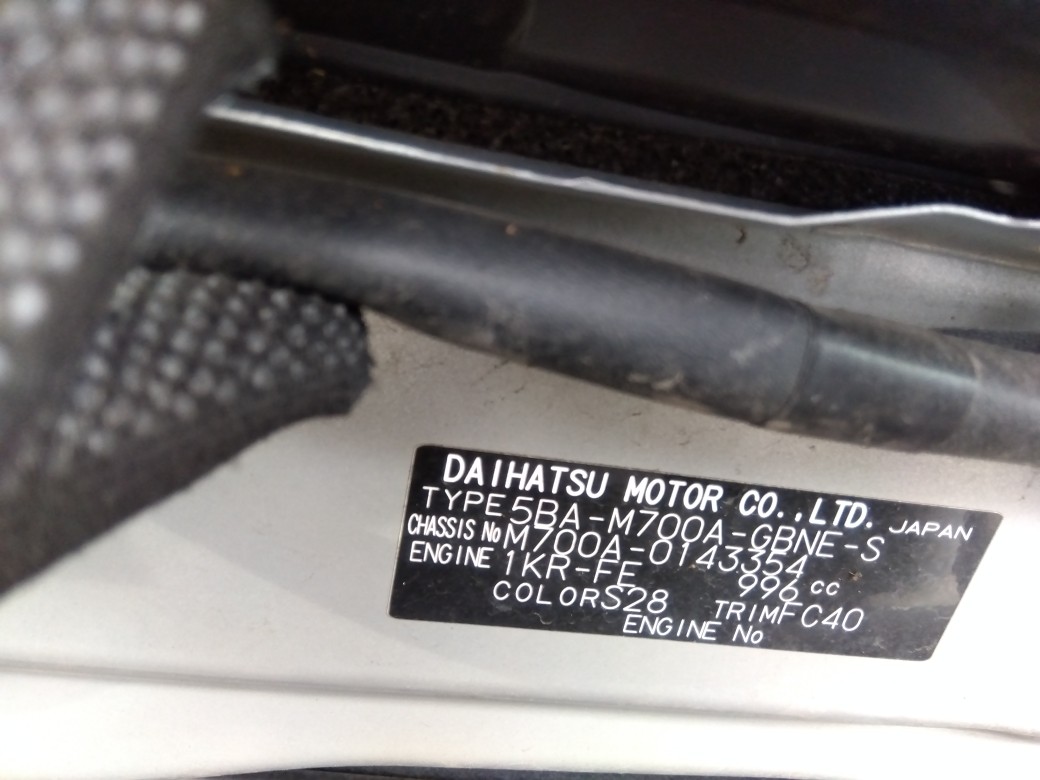 DAIHATSU MOTOR CO.,LTD. JAPAN
TYPE 5BA-M700A-GBNE-S
CHASSIS No M700A-0143354
ENGINE 1KR-FE 996 cc
COLOR S28 TRIM FC40
ENGINE No